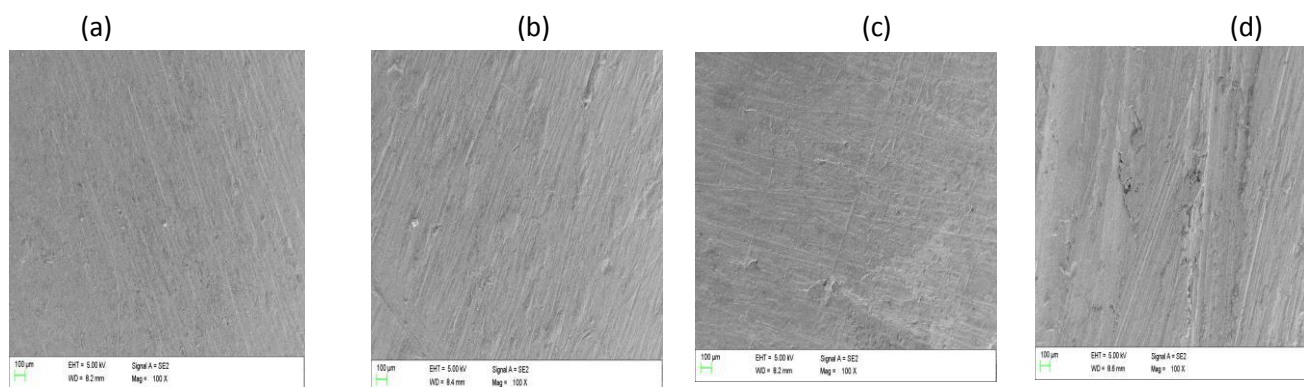 (a) (b) (c) (d)
100 µm EHT = 5.00 kV Signal A = SE2
WD = 8.2 mm Mag = 100 X
100 µm EHT = 5.00 kV Signal A = SE2
WD = 8.4 mm Mag = 100 X
100 µm EHT = 5.00 kV Signal A = SE2
WD = 8.2 mm Mag = 100 X
100 µm EHT = 5.00 kV Signal A = SE2
WD = 8.6 mm Mag = 100 X